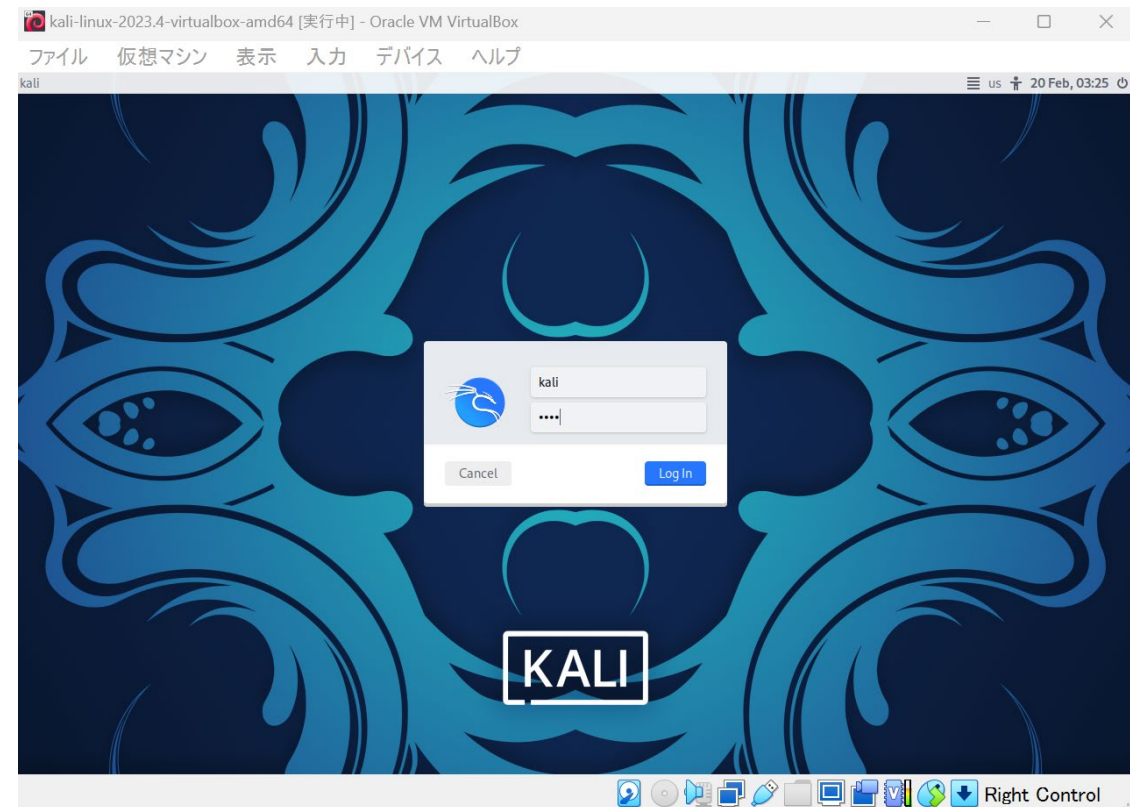 kali-linux-2023.4-virtualbox-amd64 [実行中] - Oracle VM VirtualBox
ファイル 仮想マシン 表示 入力 デバイス ヘルプ
kali us 20 Feb, 03:25
kali
••••
Cancel Log In
KALI
Right Control